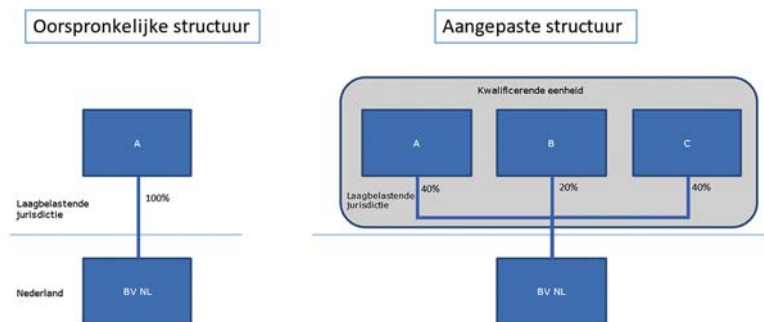 Oorspronkelijke structuur
Aangepaste structuur
A
100%
Laagbelastende
jurisdictie
Nederland
BV NL
Kwalificerende eenheid
A
B
C
40%
20%
40%
Laagbelastende
jurisdictie
BV NL